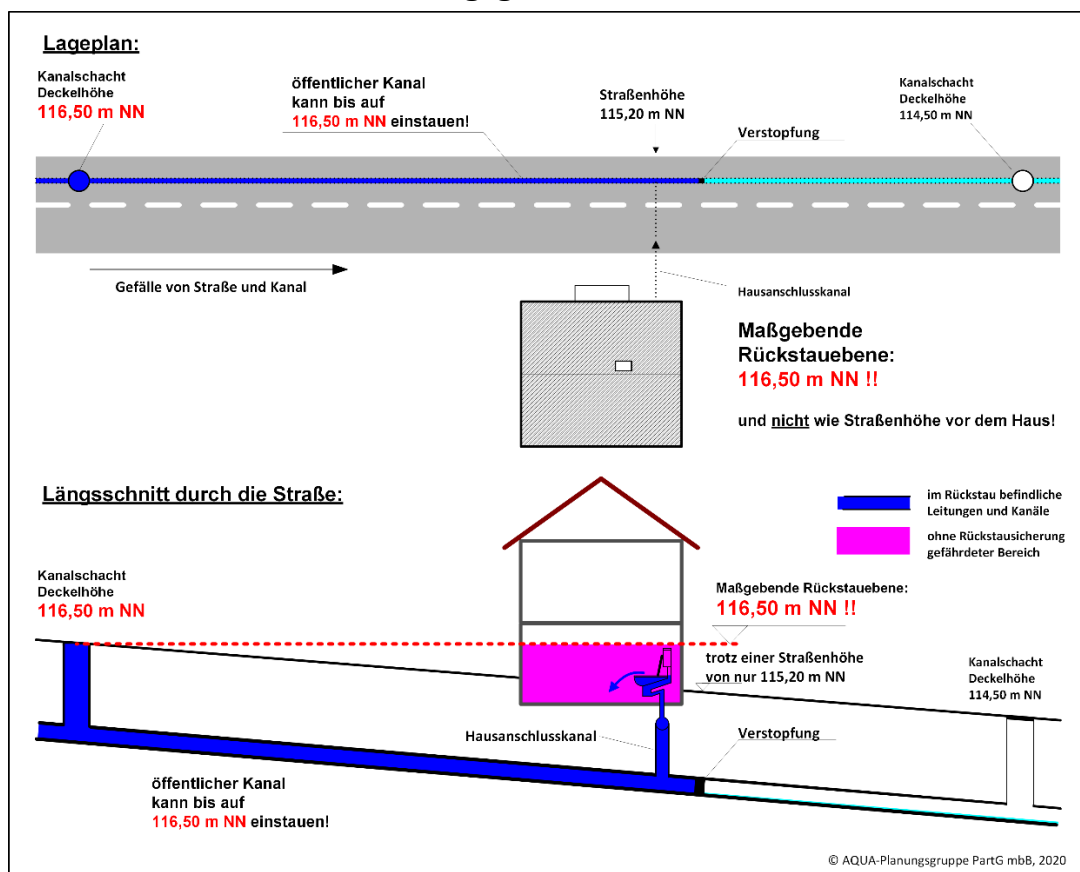 Lageplan:
Kanalschacht
Deckelhöhe
116,50 m NN
öffentlicher Kanal
kann bis auf
116,50 m NN einstauen!
Straßenhöhe
115,20 m NN
Verstopfung
Kanalschacht
Deckelhöhe
114,50 m NN
Gefälle von Straße und Kanal
Hausanschlusskanal
Maßgebende
Rückstauebene:
116,50 m NN !!
und nicht wie Straßenhöhe vor dem Haus!
Längsschnitt durch die Straße:
im Rückstau befindliche
Leitungen und Kanäle
ohne Rückstausicherung
gefährdeter Bereich
Kanalschacht
Deckelhöhe
116,50 m NN
Maßgebende Rückstauebene:
116,50 m NN !!
trotz einer Straßenhöhe
von nur 115,20 m NN
Kanalschacht
Deckelhöhe
114,50 m NN
Hausanschlusskanal
Verstopfung
öffentlicher Kanal
kann bis auf
116,50 m NN einstauen!
© AQUA-Planungsgruppe PartG mbB, 2020